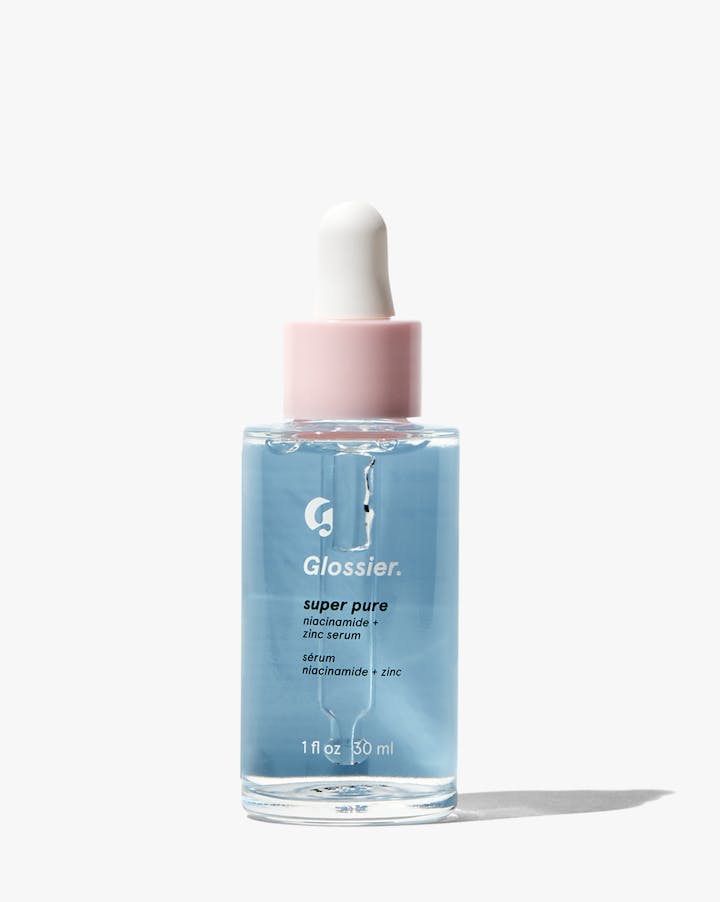 G
Glossier.
super pure
niacinamide +
zinc serum
sérum
niacinamide + zinc
1 fl oz 30 ml